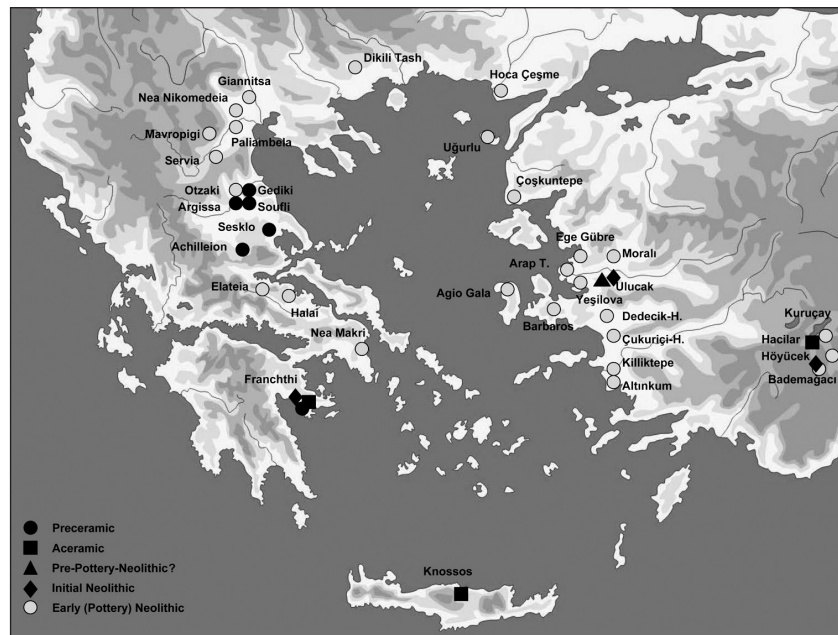 Dikili Tash
Hoca Çeşme
Giannitsa
Nea Nikomedeia
Mavropigi
Paliambela
Uğurlu
Servia
Çoşkuntepe
Otzaki
Gediki
Argissa
Soufli
Sesklo
Achilleion
Ege Gübre
Moralı
Arap T.
Ulucak
Elateia
Agio Gala
Yeşilova
Halai
Barbaros
Dedecik-H.
Kuruçay
Nea Makri
Çukuriçi-H.
Hacilar
Höyücek
Killiktepe
Bademağacı
Franchthi
Altınkum
Preceramic
Aceramic
Pre-Pottery-Neolithic?
Initial Neolithic
Early (Pottery) Neolithic
Knossos